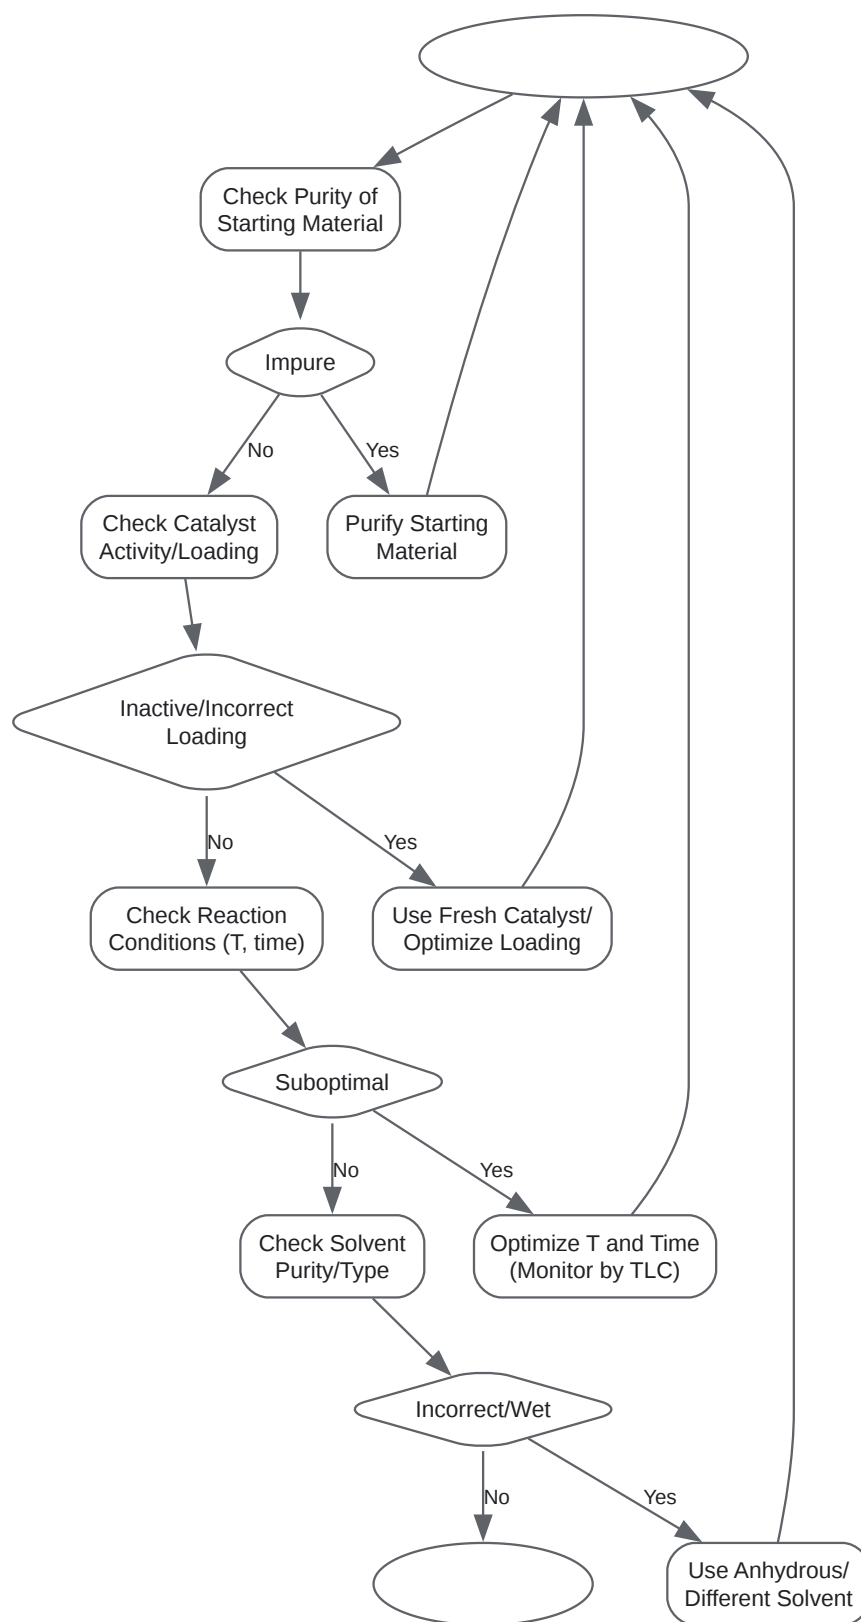 Check Purity of
Starting Material
Impure
No
Yes
Check Catalyst
Activity/Loading
Purify Starting
Material
Inactive/Incorrect
Loading
No
Yes
Check Reaction
Conditions (T, time)
Use Fresh Catalyst/
Optimize Loading
Suboptimal
No
Yes
Check Solvent
Purity/Type
Optimize T and Time
(Monitor by TLC)
Incorrect/Wet
No
Yes
Use Anhydrous/
Different Solvent